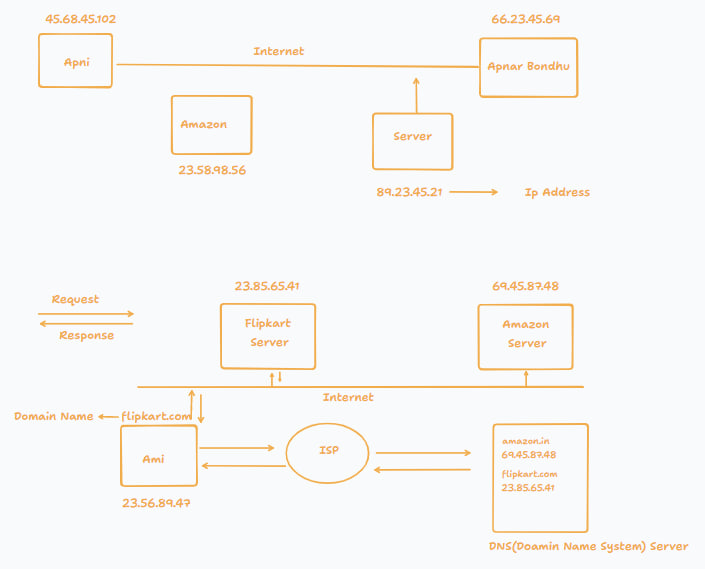 45.68.45.102
66.23.45.69
Apni
Internet
Apnar Bondhu
Amazon
Server
23.58.98.56
89.23.45.21
Ip Address
23.85.65.41
69.45.87.48
Request
Response
Flipkart
Server
Amazon
Server
Internet
Domain Name
flipkart.com
Ami
ISP
amazon.in
69.45.87.48
flipkart.com
23.85.65.41
23.56.89.47
DNS(Doamin Name System) Server